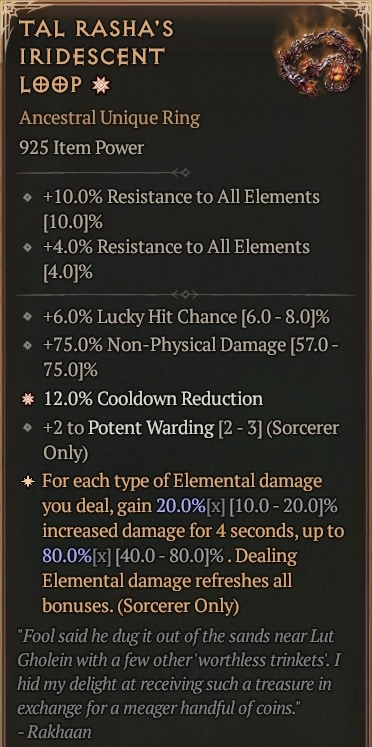 TAL RASHA'S
IRIDESCENT
LOOP
Ancestral Unique Ring
925 Item Power
+10.0% Resistance to All Elements
[10.0]%
+4.0% Resistance to All Elements
[4.0]%
+6.0% Lucky Hit Chance [6.0 - 8.0]%
+75.0% Non-Physical Damage [57.0 -
75.0]%
12.0% Cooldown Reduction
+2 to Potent Warding [2 - 3] (Sorcerer
Only)
For each type of Elemental damage
you deal, gain 20.0%[x] [10.0 - 20.0]%
increased damage for 4 seconds, up to
80.0%[x] [40.0 - 80.0]% . Dealing
Elemental damage refreshes all
bonuses. (Sorcerer Only)
"Fool said he dug it out of the sands near Lut
Gholein with a few other 'worthless trinkets'. I
hid my delight at receiving such a treasure in
exchange for a meager handful of coins."
- Rakhaan